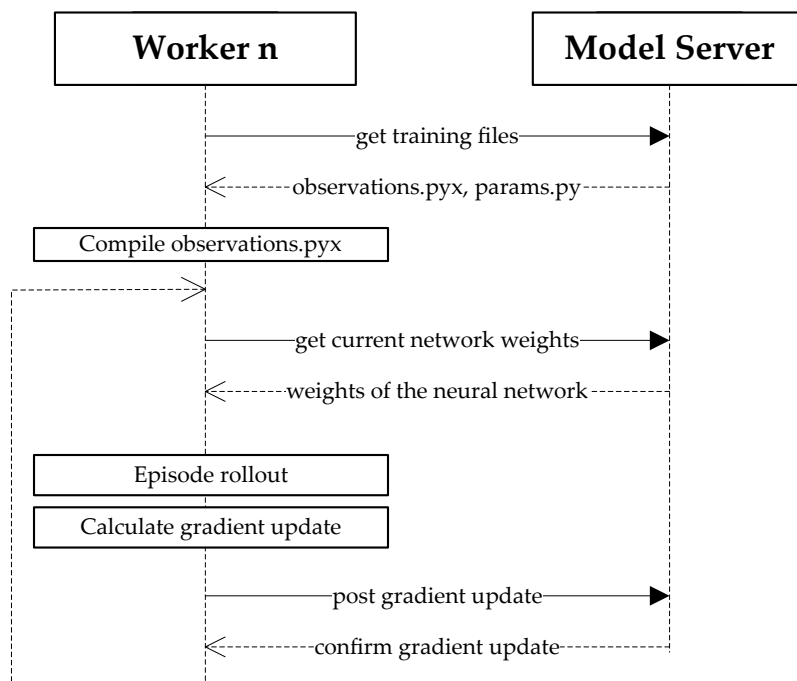 Worker n
Model Server
get training files
observations.pyx, params.py
Compile observations.pyx
get current network weights
weights of the neural network
Episode rollout
Calculate gradient update
post gradient update
confirm gradient update